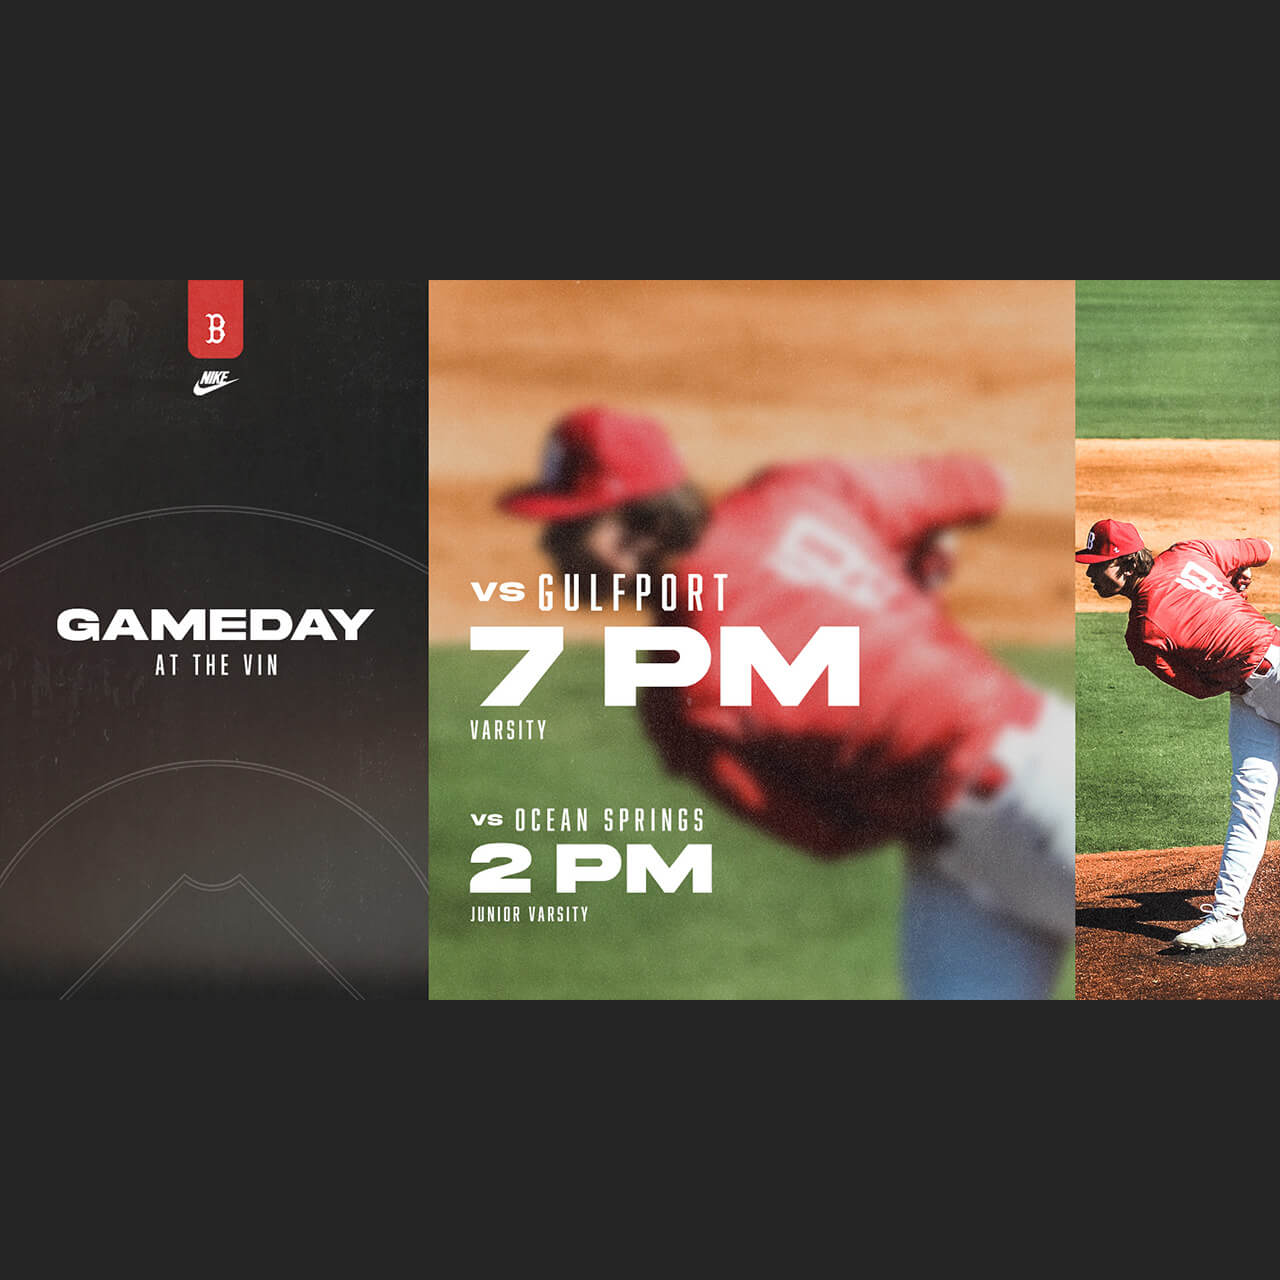 B
NIKE
GAMEDAY
AT THE VIN
VS GULFPORT
7 PM
VARSITY
VS OCEAN SPRINGS
2 PM
JUNIOR VARSITY
B